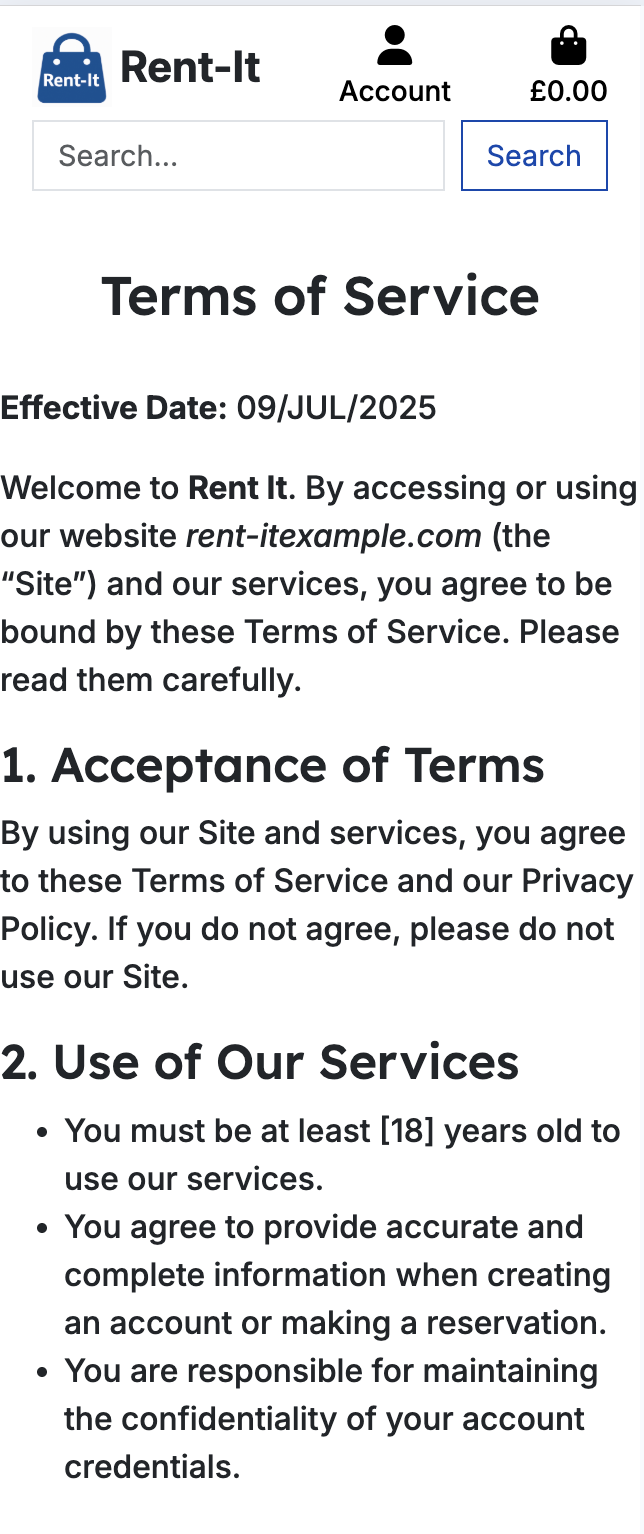 Rent-It
Rent-It
Account
£0.00
Search...
Search
Terms of Service
Effective Date: 09/JUL/2025
Welcome to Rent It. By accessing or using
our website rent-itexample.com (the
“Site”) and our services, you agree to be
bound by these Terms of Service. Please
read them carefully.
1. Acceptance of Terms
By using our Site and services, you agree
to these Terms of Service and our Privacy
Policy. If you do not agree, please do not
use our Site.
2. Use of Our Services
• You must be at least [18] years old to
use our services.
• You agree to provide accurate and
complete information when creating
an account or making a reservation.
• You are responsible for maintaining
the confidentiality of your account
credentials.